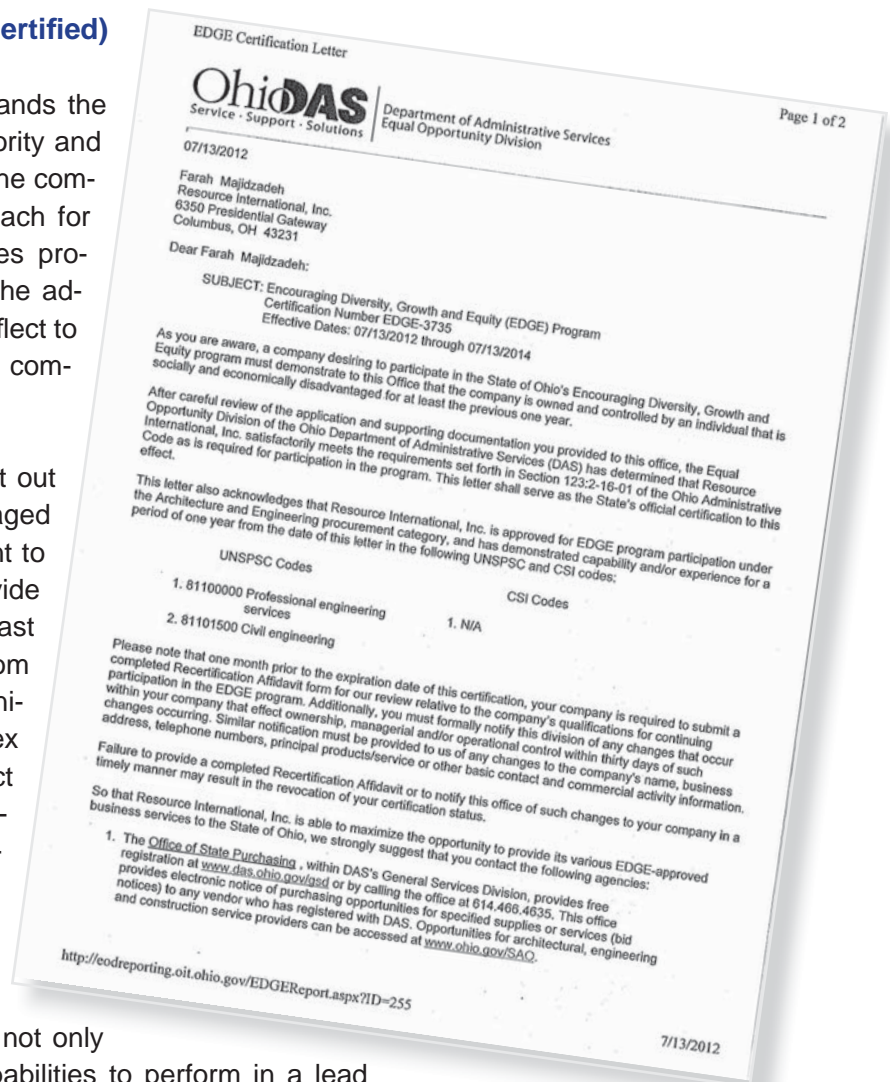 ertified)
ands the
ority and
he com-
ach for
es pro-
he ad-
flect to
com-
t out
aged
nt to
vide
ast
om
ni-
ex
ct
-
not only
pabilities to perform in a lead
EDGE Certification Letter
Page 1 of 2
OhioDAS
Service · Support · Solutions
Department of Administrative Services
Equal Opportunity Division
07/13/2012
Farah Majidzadeh
Resource International, Inc.
6350 Presidential Gateway
Columbus, OH 43231
Dear Farah Majidzadeh:
SUBJECT: Encouraging Diversity, Growth and Equity (EDGE) Program
Certification Number EDGE-3735
Effective Dates: 07/13/2012 through 07/13/2014
As you are aware, a company desiring to participate in the State of Ohio's Encouraging Diversity, Growth and
Equity program must demonstrate to this Office that the company is owned and controlled by an individual that is
socially and economically disadvantaged for at least the previous one year.
After careful review of the application and supporting documentation you provided to this office, the Equal
Opportunity Division of the Ohio Department of Administrative Services (DAS) has determined that Resource
International, Inc. satisfactorily meets the requirements set forth in Section 123:2-16-01 of the Ohio Administrative
Code as is required for participation in the program. This letter shall serve as the State's official certification to this
effect.
This letter also acknowledges that Resource International, Inc. is approved for EDGE program participation under
the Architecture and Engineering procurement category, and has demonstrated capability and/or experience for a
period of one year from the date of this letter in the following UNSPSC and CSI codes:
UNSPSC Codes
CSI Codes
1. 81100000 Professional engineering
services
1. N/A
2. 81101500 Civil engineering
Please note that one month prior to the expiration date of this certification, your company is required to submit a
completed Recertification Affidavit form for our review relative to the company's qualifications for continuing
participation in the EDGE program. Additionally, you must formally notify this division of any changes that occur
within your company that effect ownership, managerial and/or operational control within thirty days of such
changes occurring. Similar notification must be provided to us of any changes to the company's name, business
address, telephone numbers, principal products/service or other basic contact and commercial activity information.
Failure to provide a completed Recertification Affidavit or to notify this office of such changes to your company in a
timely manner may result in the revocation of your certification status.
So that Resource International, Inc. is able to maximize the opportunity to provide its various EDGE-approved
business services to the State of Ohio, we strongly suggest that you contact the following agencies:
1. The Office of State Purchasing , within DAS's General Services Division, provides free
registration at www.das.ohio.gov/gsd or by calling the office at 614.466.4635. This office
provides electronic notice of purchasing opportunities for specified supplies or services (bid
notices) to any vendor who has registered with DAS. Opportunities for architectural, engineering
and construction service providers can be accessed at www.ohio.gov/SAO.
http://eodreporting.oit.ohio.gov/EDGEReport.aspx?ID=255
7/13/2012